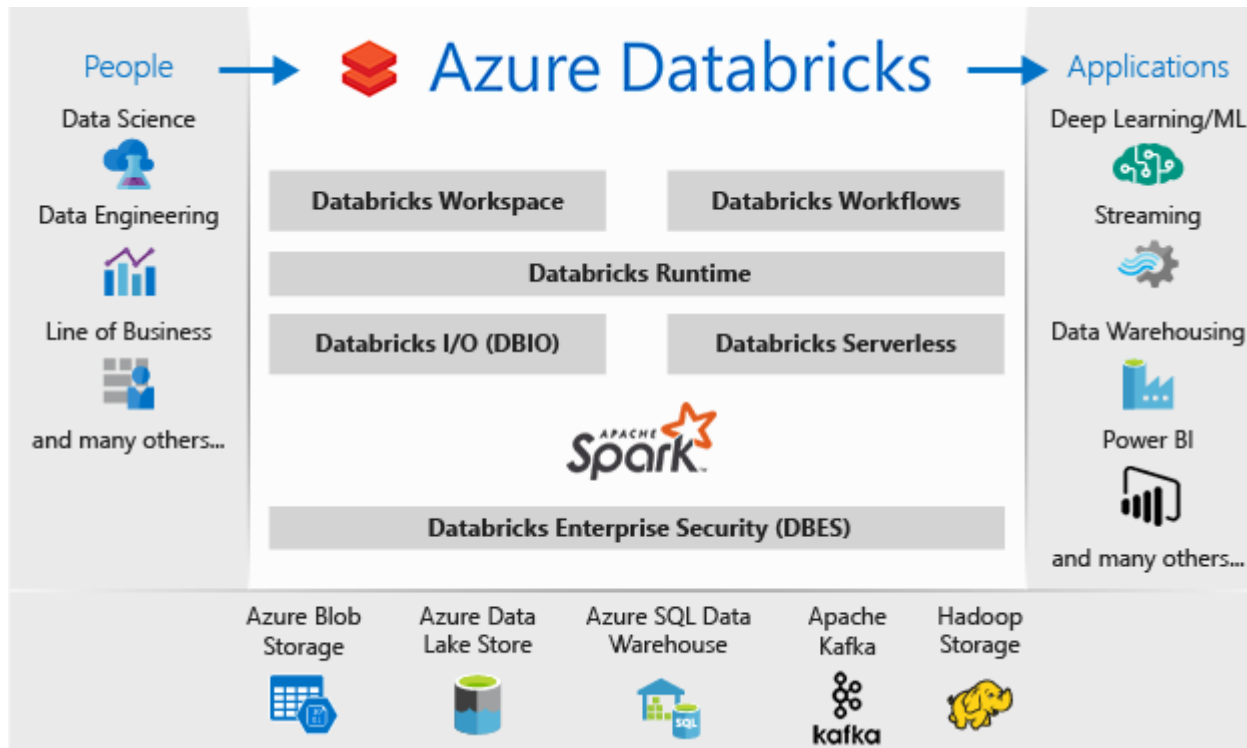 People
Azure Databricks
Applications
Data Science
Data Engineering
Line of Business
and many others...
Databricks Workspace
Databricks Workflows
Databricks Runtime
Databricks I/O (DBIO)
Databricks Serverless
APACHE
Spark™
Databricks Enterprise Security (DBES)
Deep Learning/ML
Streaming
Data Warehousing
Power BI
and many others...
Azure Blob
Storage
Azure Data
Lake Store
Azure SQL Data
Warehouse
SQL
Apache
Kafka
kafka
Hadoop
Storage